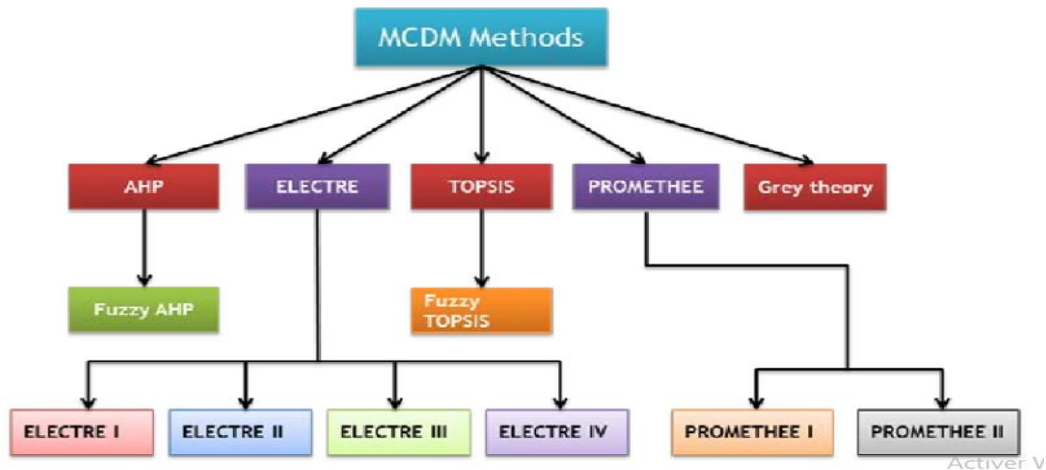 MCDM Methods
AHP
ELECTRE
TOPSIS
PROMETHEE
Grey theory
Fuzzy AHP
Fuzzy
TOPSIS
ELECTRE I
ELECTRE II
ELECTRE III
ELECTRE IV
PROMETHEE I
PROMETHEE II
Activer